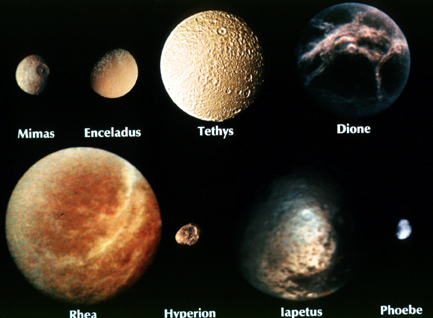 Mimas Enceladus Tethys Dione
Rhea Hyperion Iapetus Phoebe